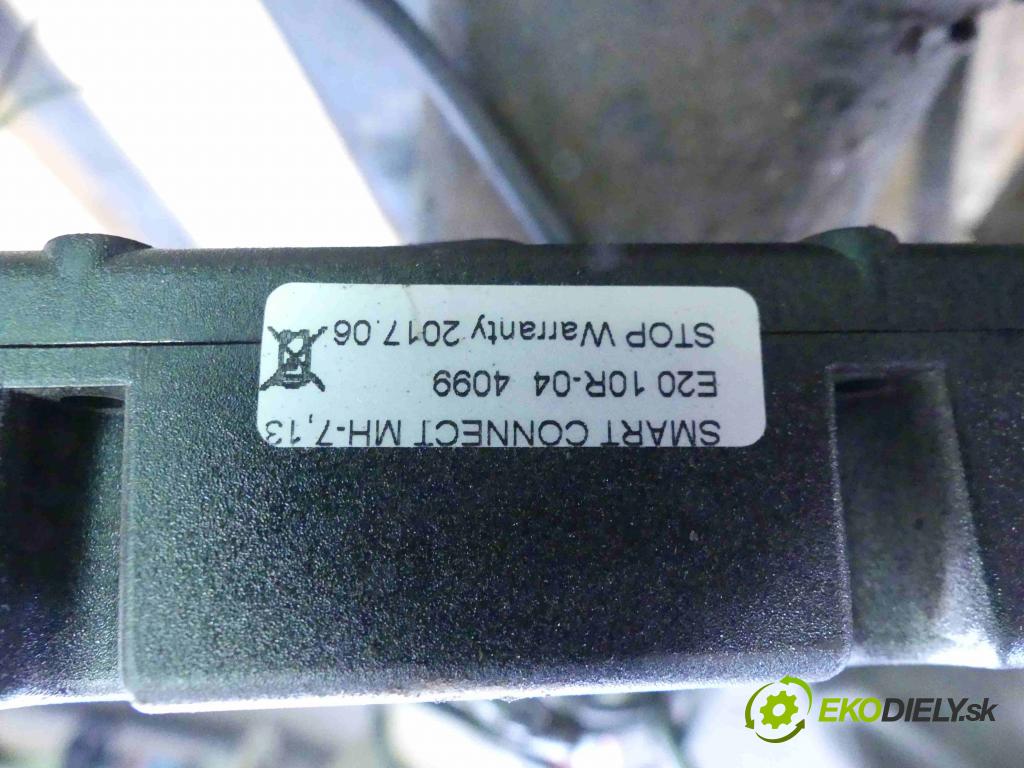 SMART CONNECT MH-7,13
E20 10R-04 4099
STOP Warranty 2017.06
EKODIELY.sk